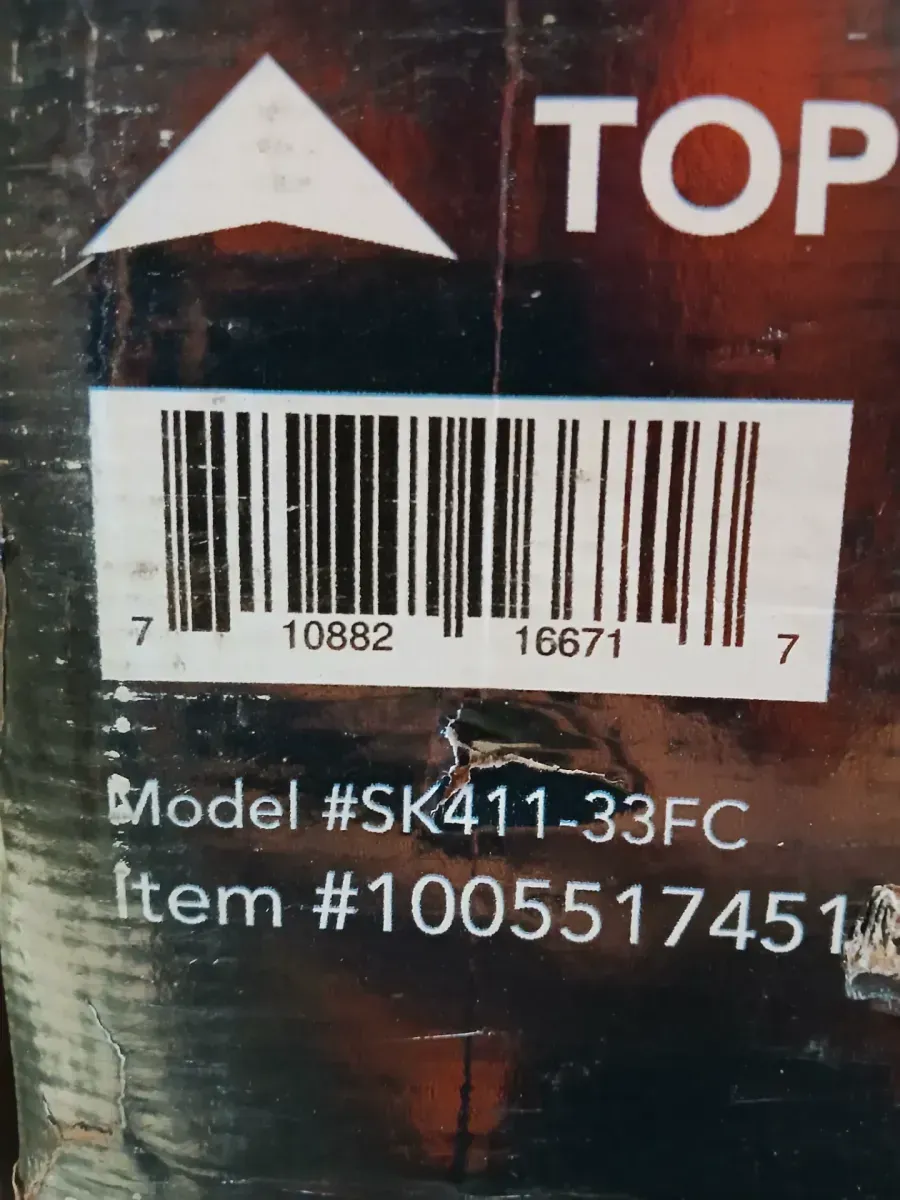 TOP
7 10882 16671 7
Model #SK411-33FC
Item #1005517451